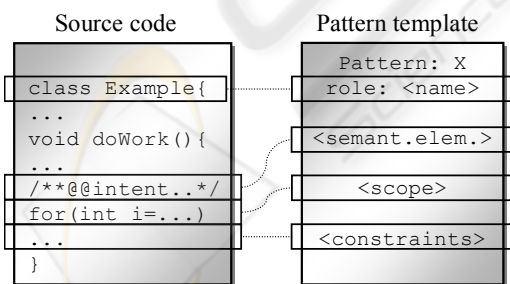 Source code
class Example{
...
void doWork(){
...
/**@@intent..*/
for(int i=...)
...
}
Pattern template
Pattern: X
role: <name>
<semant.elem.>
<scope>
<constraints>